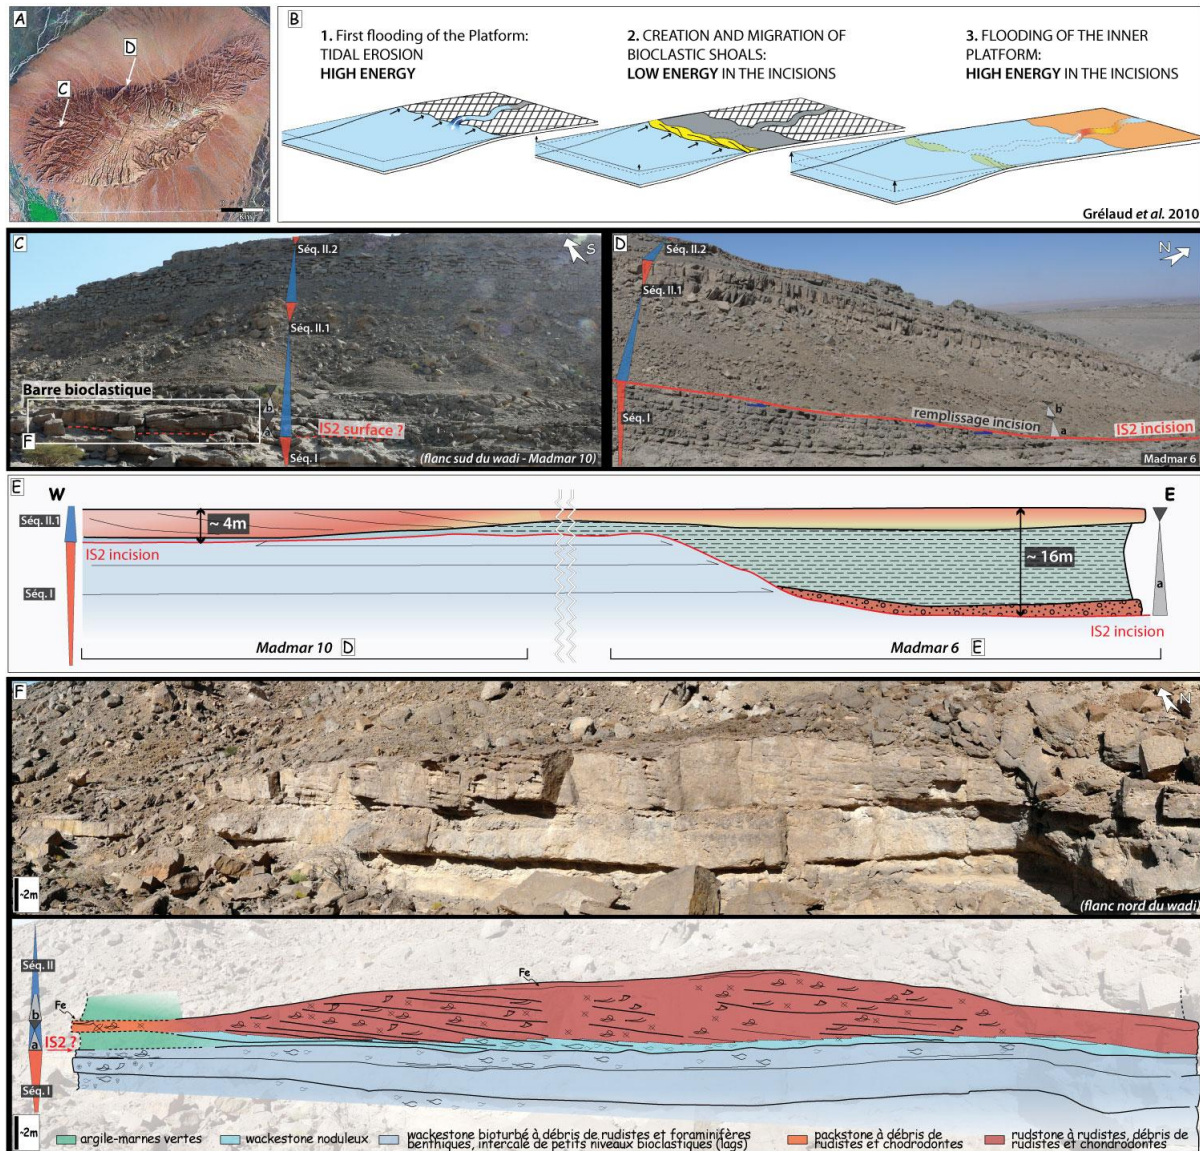 A
D
C
Km
B
1. First flooding of the Platform:
TIDAL EROSION
HIGH ENERGY
2. CREATION AND MIGRATION OF
BIOCLASTIC SHOALS:
LOW ENERGY IN THE INCISIONS
3. FLOODING OF THE INNER
PLATFORM:
HIGH ENERGY IN THE INCISIONS
Grélaud et al. 2010
C
S
Séq. II.2
Séq. II.1
Barre bioclastique
b
a
F
IS2 surface ?
Séq. I
(flanc sud du wadi - Madmar 10)
D
N
Séq. II.2
Séq. II.1
Séq. I
b
remplissage incision
a
IS2 incision
Madmar 6
E
W
E
Séq. II.1
~ 4m
IS2 incision
~ 16m
Séq. I
a
IS2 incision
Madmar 10 D
Madmar 6 E
F
N
~2m
(flanc nord du wadi)
Séq. II
Fe
Fe
b
a
IS2 ?
Séq. I
~2m
argile-marnes vertes
wackestone noduleux
wackestone bioturbé à débris de rudistes et foraminifères
benthiques, intercalé de petits niveaux bioclastiques (lags)
packstone à débris de
rudistes et chodrodontes
rudstone à rudistes, débris de
rudistes et chondrodontes